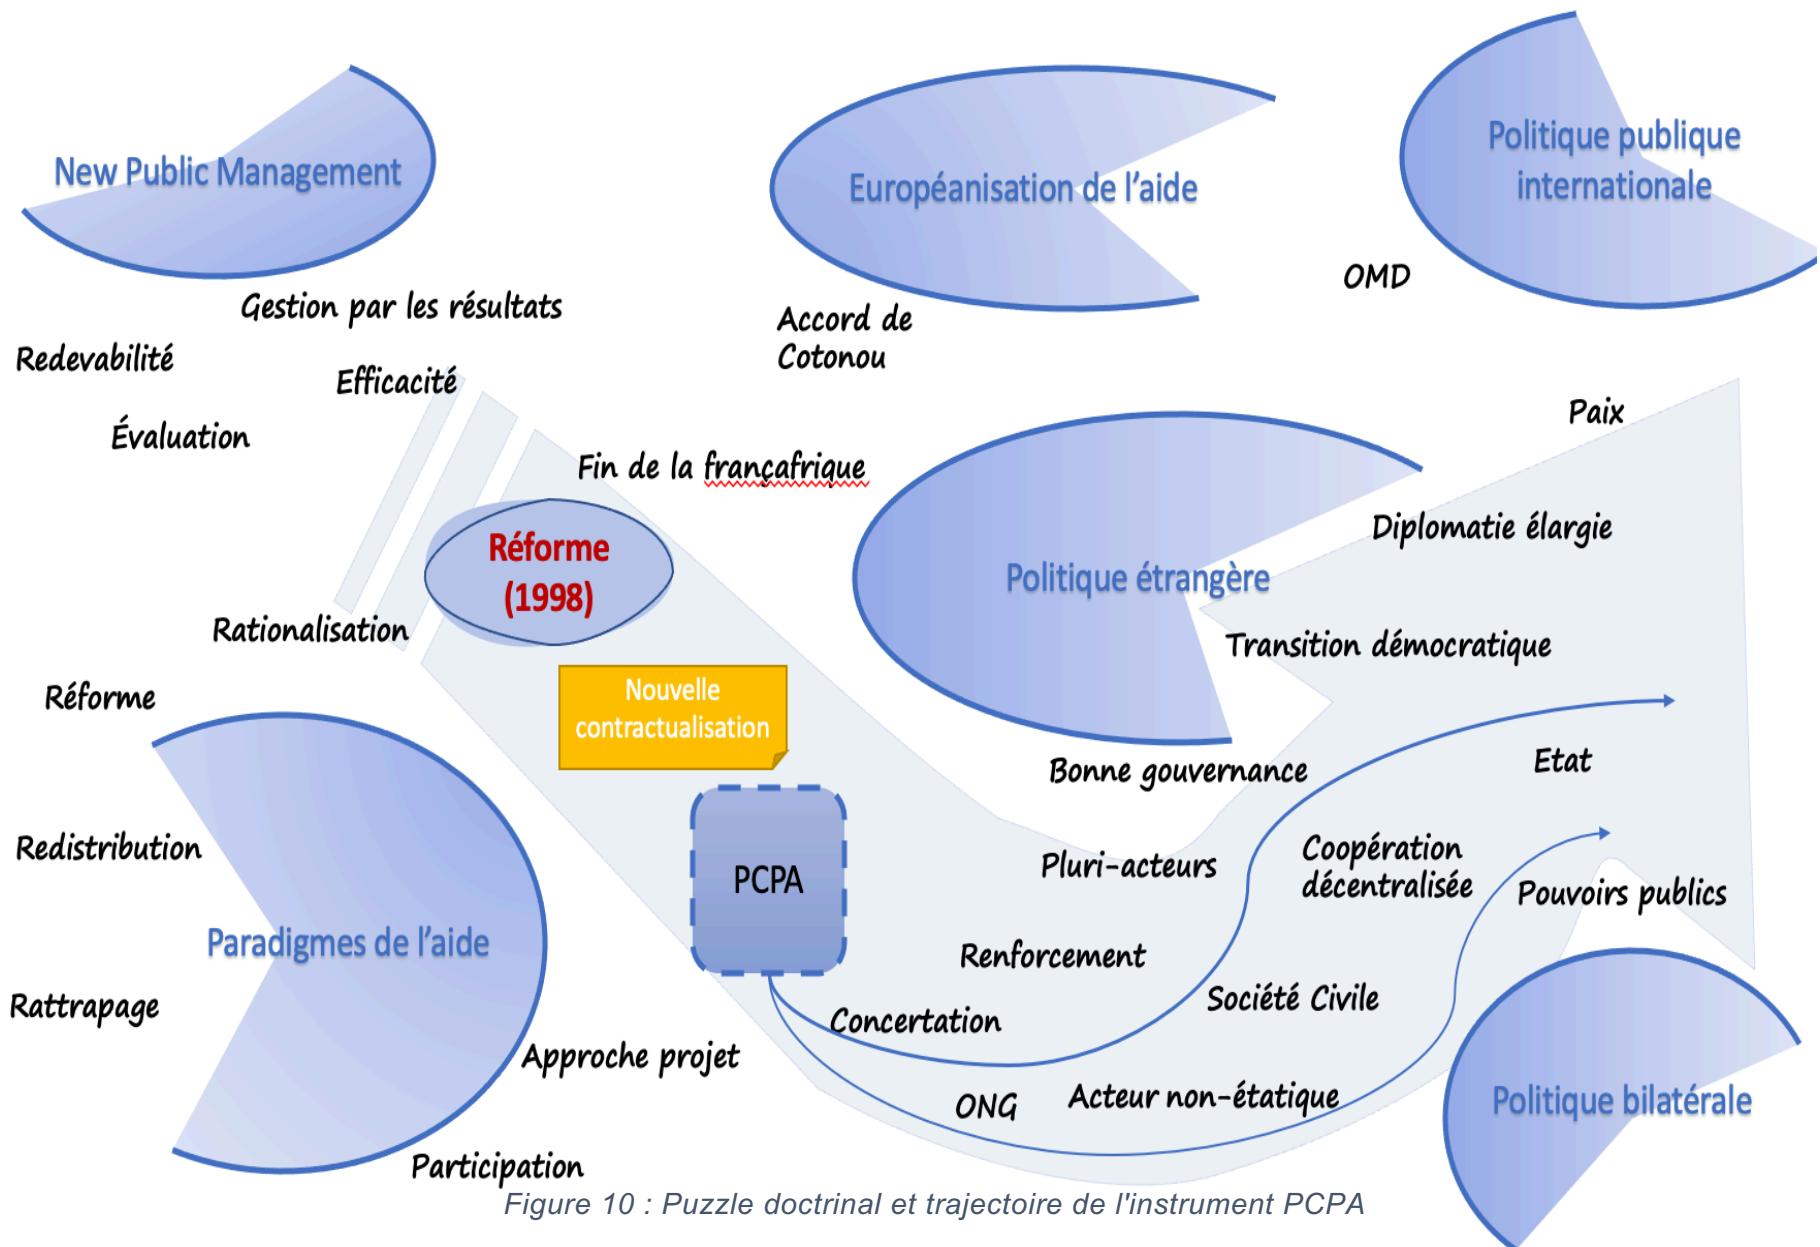 New Public Management
Européanisation de l'aide
Politique publique
internationale
OMD
Gestion par les résultats
Accord de
Cotonou
Redevabilité
Efficacité
Évaluation
Paix
Fin de la françafrique
Diplomatie élargie
Réforme
(1998)
Politique étrangère
Rationalisation
Transition démocratique
Réforme
Nouvelle
contractualisation
Bonne gouvernance
Etat
Redistribution
PCPA
Pluri-acteurs
Coopération
décentralisée
Pouvoirs publics
Paradigmes de l'aide
Renforcement
Société Civile
Rattrapage
Concertation
Approche projet
ONG
Acteur non-étatique
Politique bilatérale
Participation
Figure 10 : Puzzle doctrinal et trajectoire de l'instrument PCPA